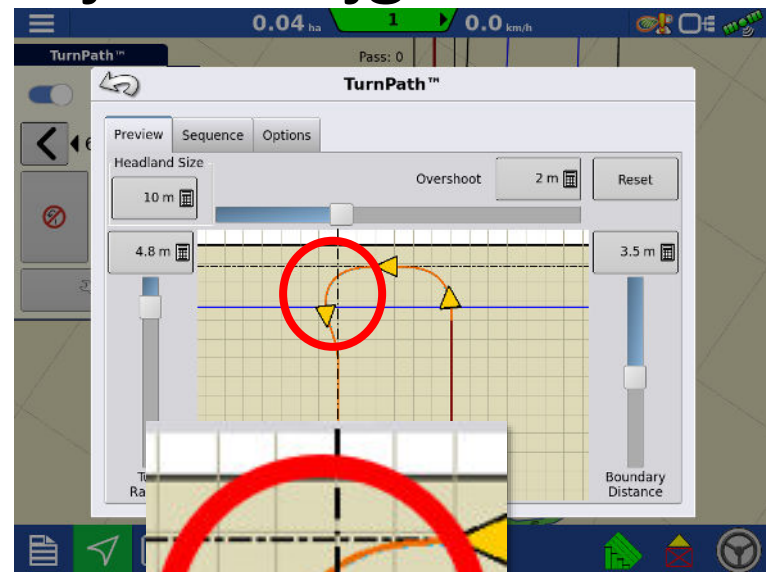 0.04 ha
1
0.0 km/h
TurnPath™
Pass: 0
TurnPath™
Preview
Sequence
Options
Headland Size
10 m
Overshoot
2 m
Reset
4.8 m
3.5 m
Boundary
Distance